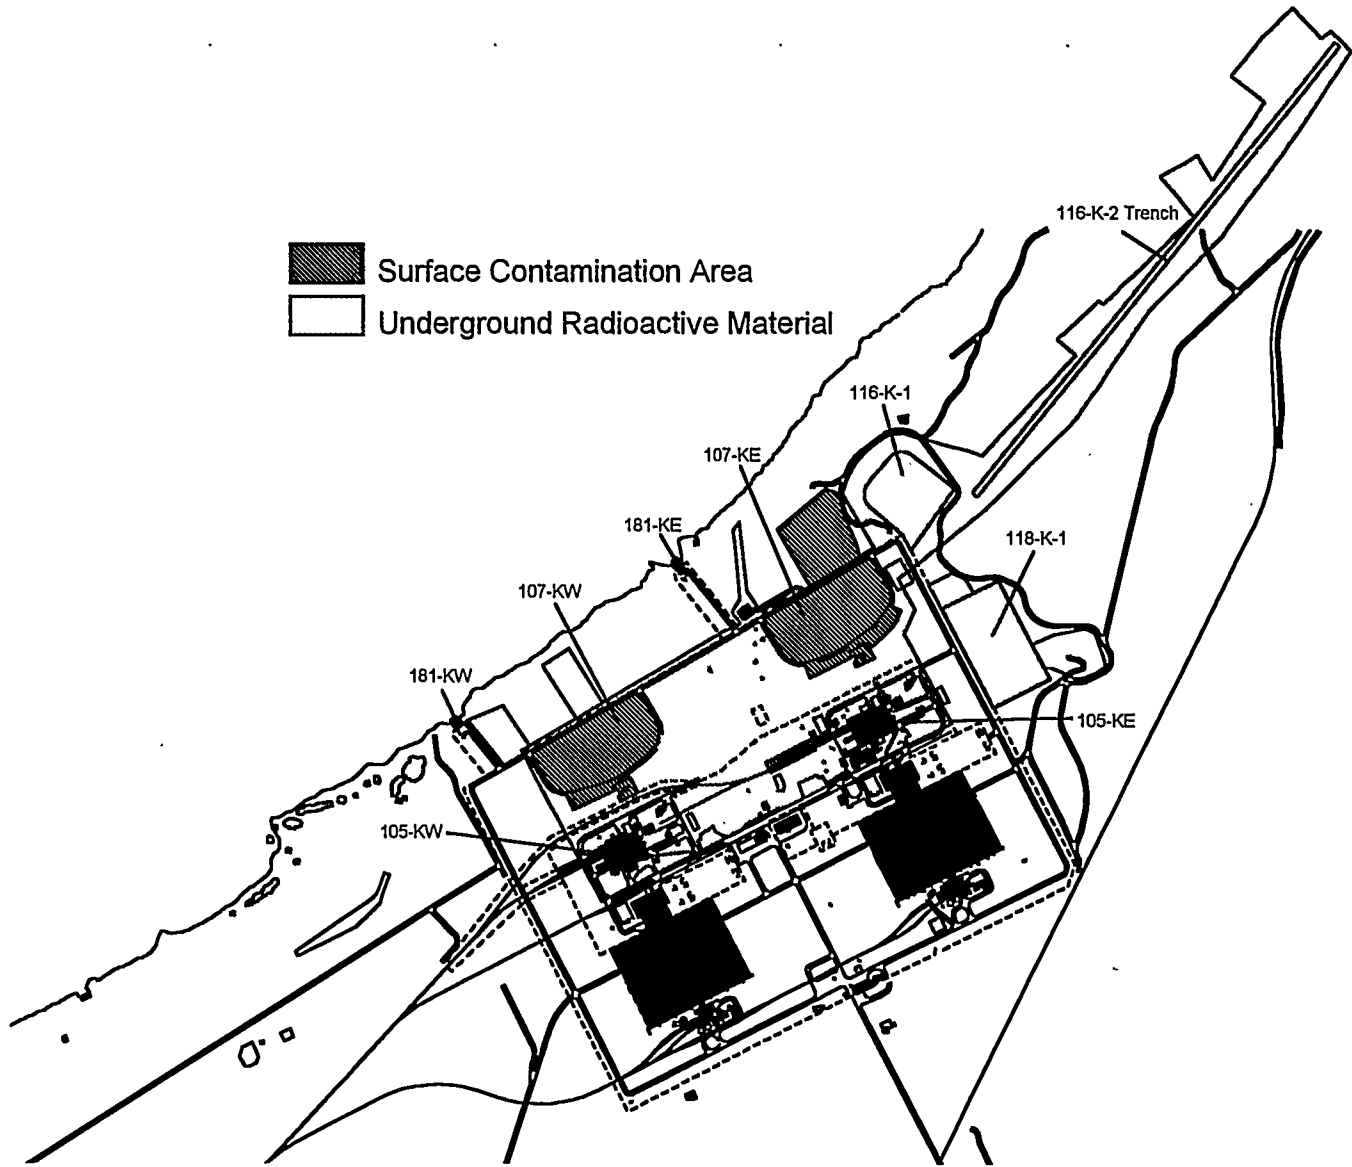 116-K-2 Trench
Surface Contamination Area
Underground Radioactive Material
116-K-1
107-KE
181-KE
118-K-1
107-KW
181-KW
105-KE
105-KW